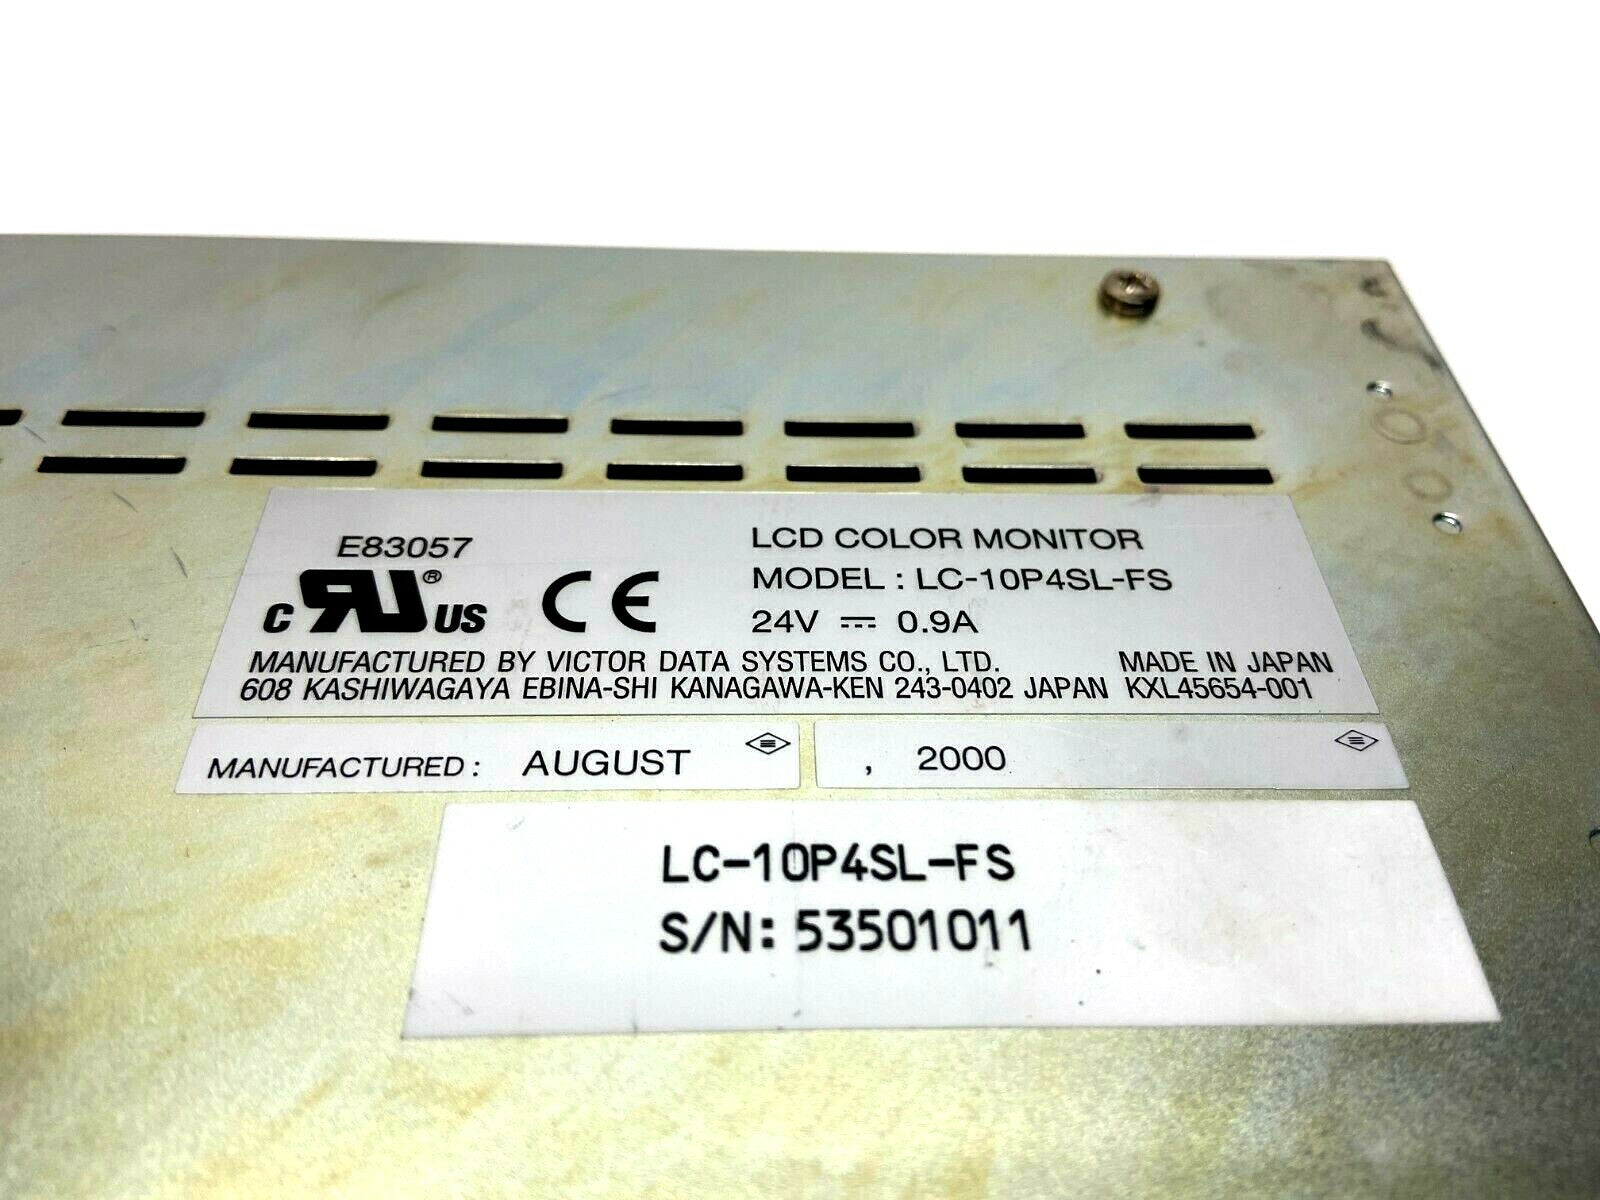 E83057
c RU ® US CE
LCD COLOR MONITOR
MODEL : LC-10P4SL-FS
24V ⎓ 0.9A
MANUFACTURED BY VICTOR DATA SYSTEMS CO., LTD. MADE IN JAPAN
608 KASHIWAGAYA EBINA-SHI KANAGAWA-KEN 243-0402 JAPAN KXL45654-001
MANUFACTURED : AUGUST , 2000
LC-10P4SL-FS
S/N: 53501011